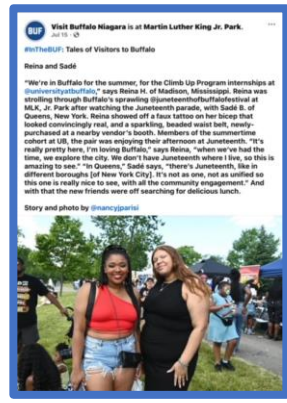 Visit Buffalo Niagara is at Martin Luther King Jr. Park.
BUF
Jul 15 ·
#InTheBUF: Tales of Visitors to Buffalo
Reina and Sadé
"We're in Buffalo for the summer, for the Climb Up Program internships at
@universityatbuffalo," says Reina H. of Madison, Mississippi. Reina was
strolling through Buffalo's sprawling @juneteenthofbuffalofestival at
MLK, Jr. Park after watching the Juneteenth parade, with Sadé B. of
Queens, New York. Reina showed off a faux tattoo on her bicep that
looked convincingly real, and a sparkling, beaded waist belt, newly-
purchased at a nearby vendor's booth. Members of the summertime
cohort at UB, the pair was enjoying their afternoon at Juneteenth. "It's
really pretty here, I'm loving Buffalo," says Reina, "when we've had the
time, we explore the city. We don't have Juneteenth where I live, so this is
amazing to see." "In Queens," Sadé says, "there's Juneteenth, like in
different boroughs [of New York City]. It's not as one, not as unified so
this one is really nice to see, with all the community engagement." And
with that the new friends were off searching for delicious lunch.
Story and photo by @nancyjparisi